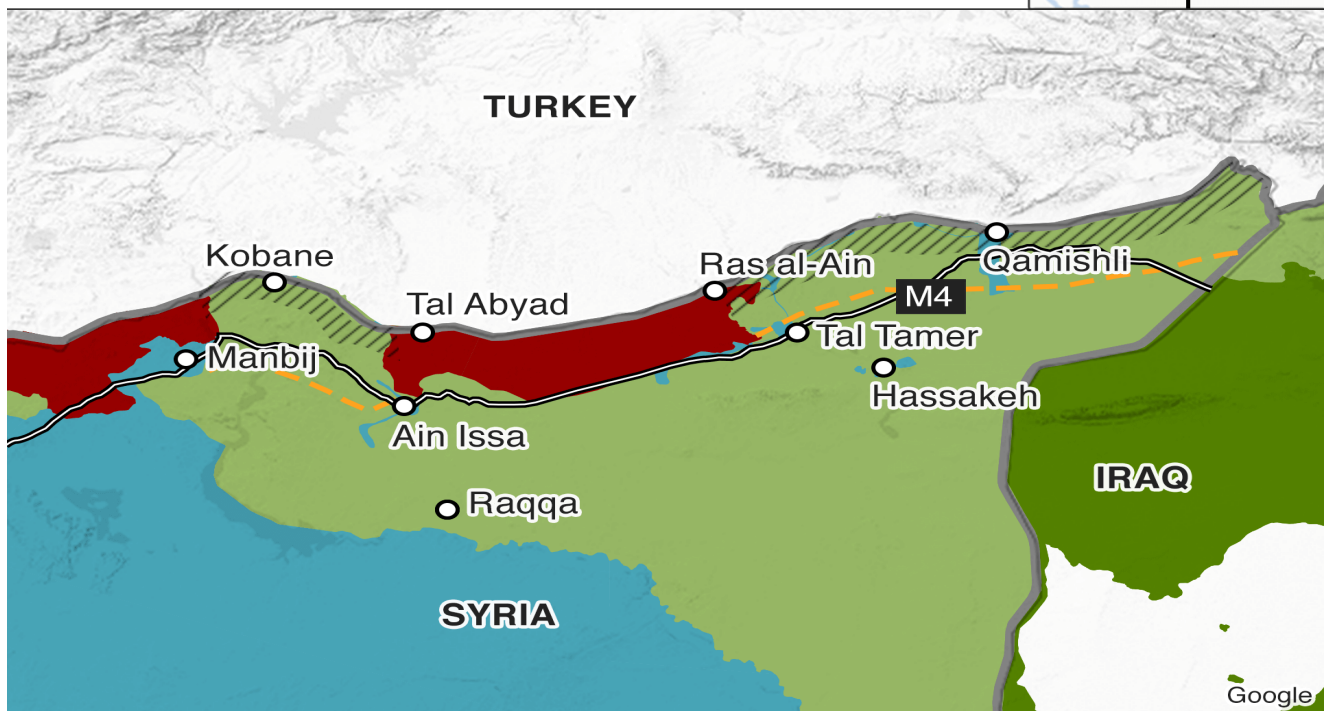 TURKEY
Kobane
Ras al-Ain
Qamishli
Tal Abyad
M4
Manbij
Tal Tamer
Hassakeh
Ain Issa
IRAQ
Raqqa
SYRIA
Google